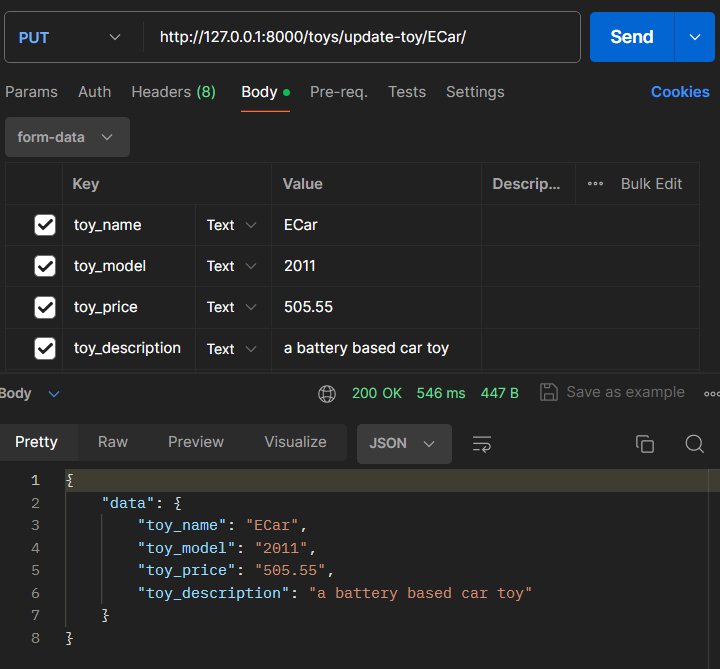 PUT http://127.0.0.1:8000/toys/update-toy/ECar/ Send
Params Auth Headers (8) Body Pre-req. Tests Settings Cookies
form-data
Key Value Descrip... Bulk Edit
toy_name Text ECar
toy_model Text 2011
toy_price Text 505.55
toy_description Text a battery based car toy
Body 200 OK 546 ms 447 B Save as example
Pretty Raw Preview Visualize JSON
1 {
2 "data": {
3 "toy_name": "ECar",
4 "toy_model": "2011",
5 "toy_price": "505.55",
6 "toy_description": "a battery based car toy"
7 }
8 }